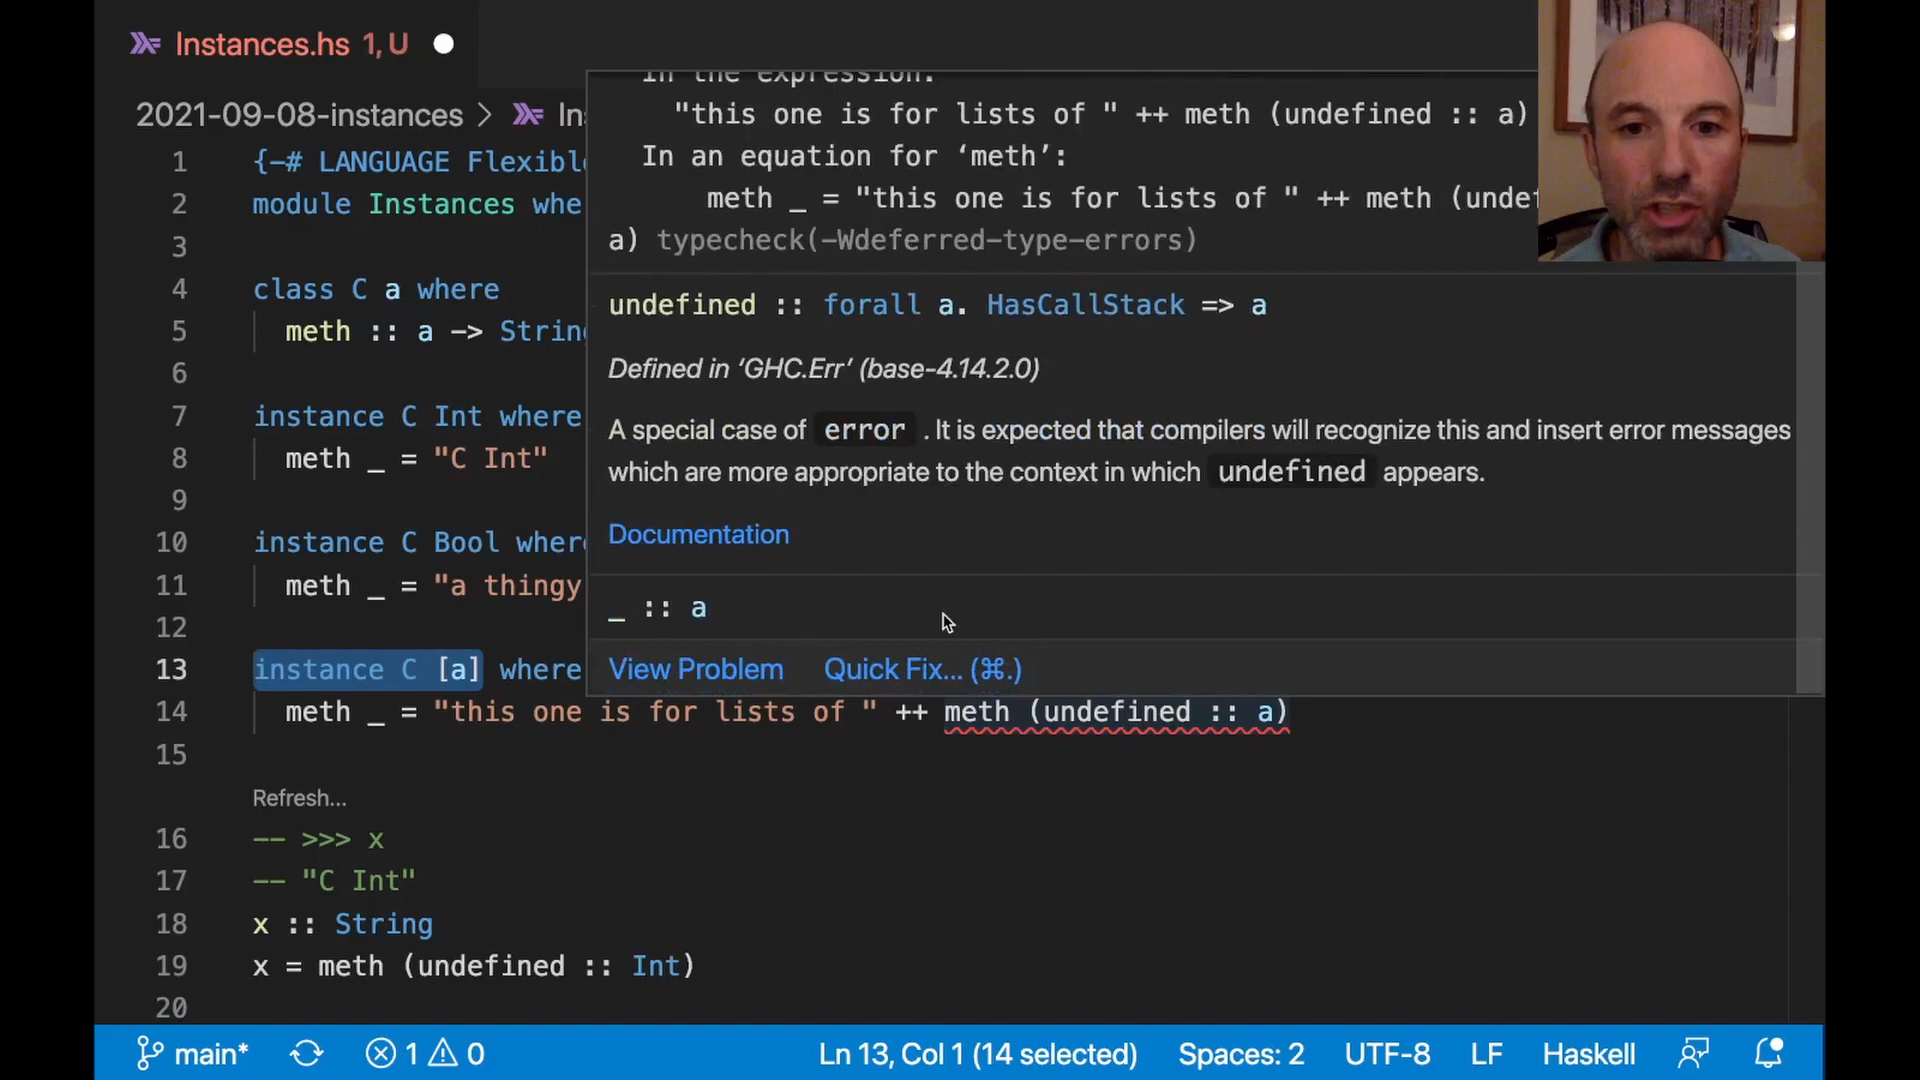 Instances.hs 1, U
2021-09-08-instances > Ins
In the expression:
"this one is for lists of " ++ meth (undefined :: a)
In an equation for ‘meth’:
meth _ = "this one is for lists of " ++ meth (undef
a) typecheck(-Wdeferred-type-errors)
undefined :: forall a. HasCallStack => a
Defined in ‘GHC.Err’ (base-4.14.2.0)
A special case of error . It is expected that compilers will recognize this and insert error messages
which are more appropriate to the context in which undefined appears.
Documentation
_ :: a
View Problem Quick Fix... (⌘.)
1 {-# LANGUAGE Flexible
2 module Instances whe
3
4 class C a where
5 meth :: a -> String
6
7 instance C Int where
8 meth _ = "C Int"
9
10 instance C Bool where
11 meth _ = "a thingy
12
13 instance C [a] where
14 meth _ = "this one is for lists of " ++ meth (undefined :: a)
15
Refresh...
16 -- >>> x
17 -- "C Int"
18 x :: String
19 x = meth (undefined :: Int)
20
main* 1 0 Ln 13, Col 1 (14 selected) Spaces: 2 UTF-8 LF Haskell